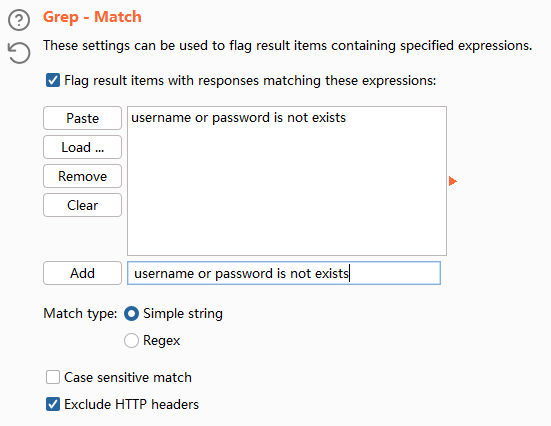 Grep - Match
These settings can be used to flag result items containing specified expressions.
Flag result items with responses matching these expressions:
Paste
username or password is not exists
Load ...
Remove
Clear
Add
username or password is not exists
Match type:
Simple string
Regex
Case sensitive match
Exclude HTTP headers